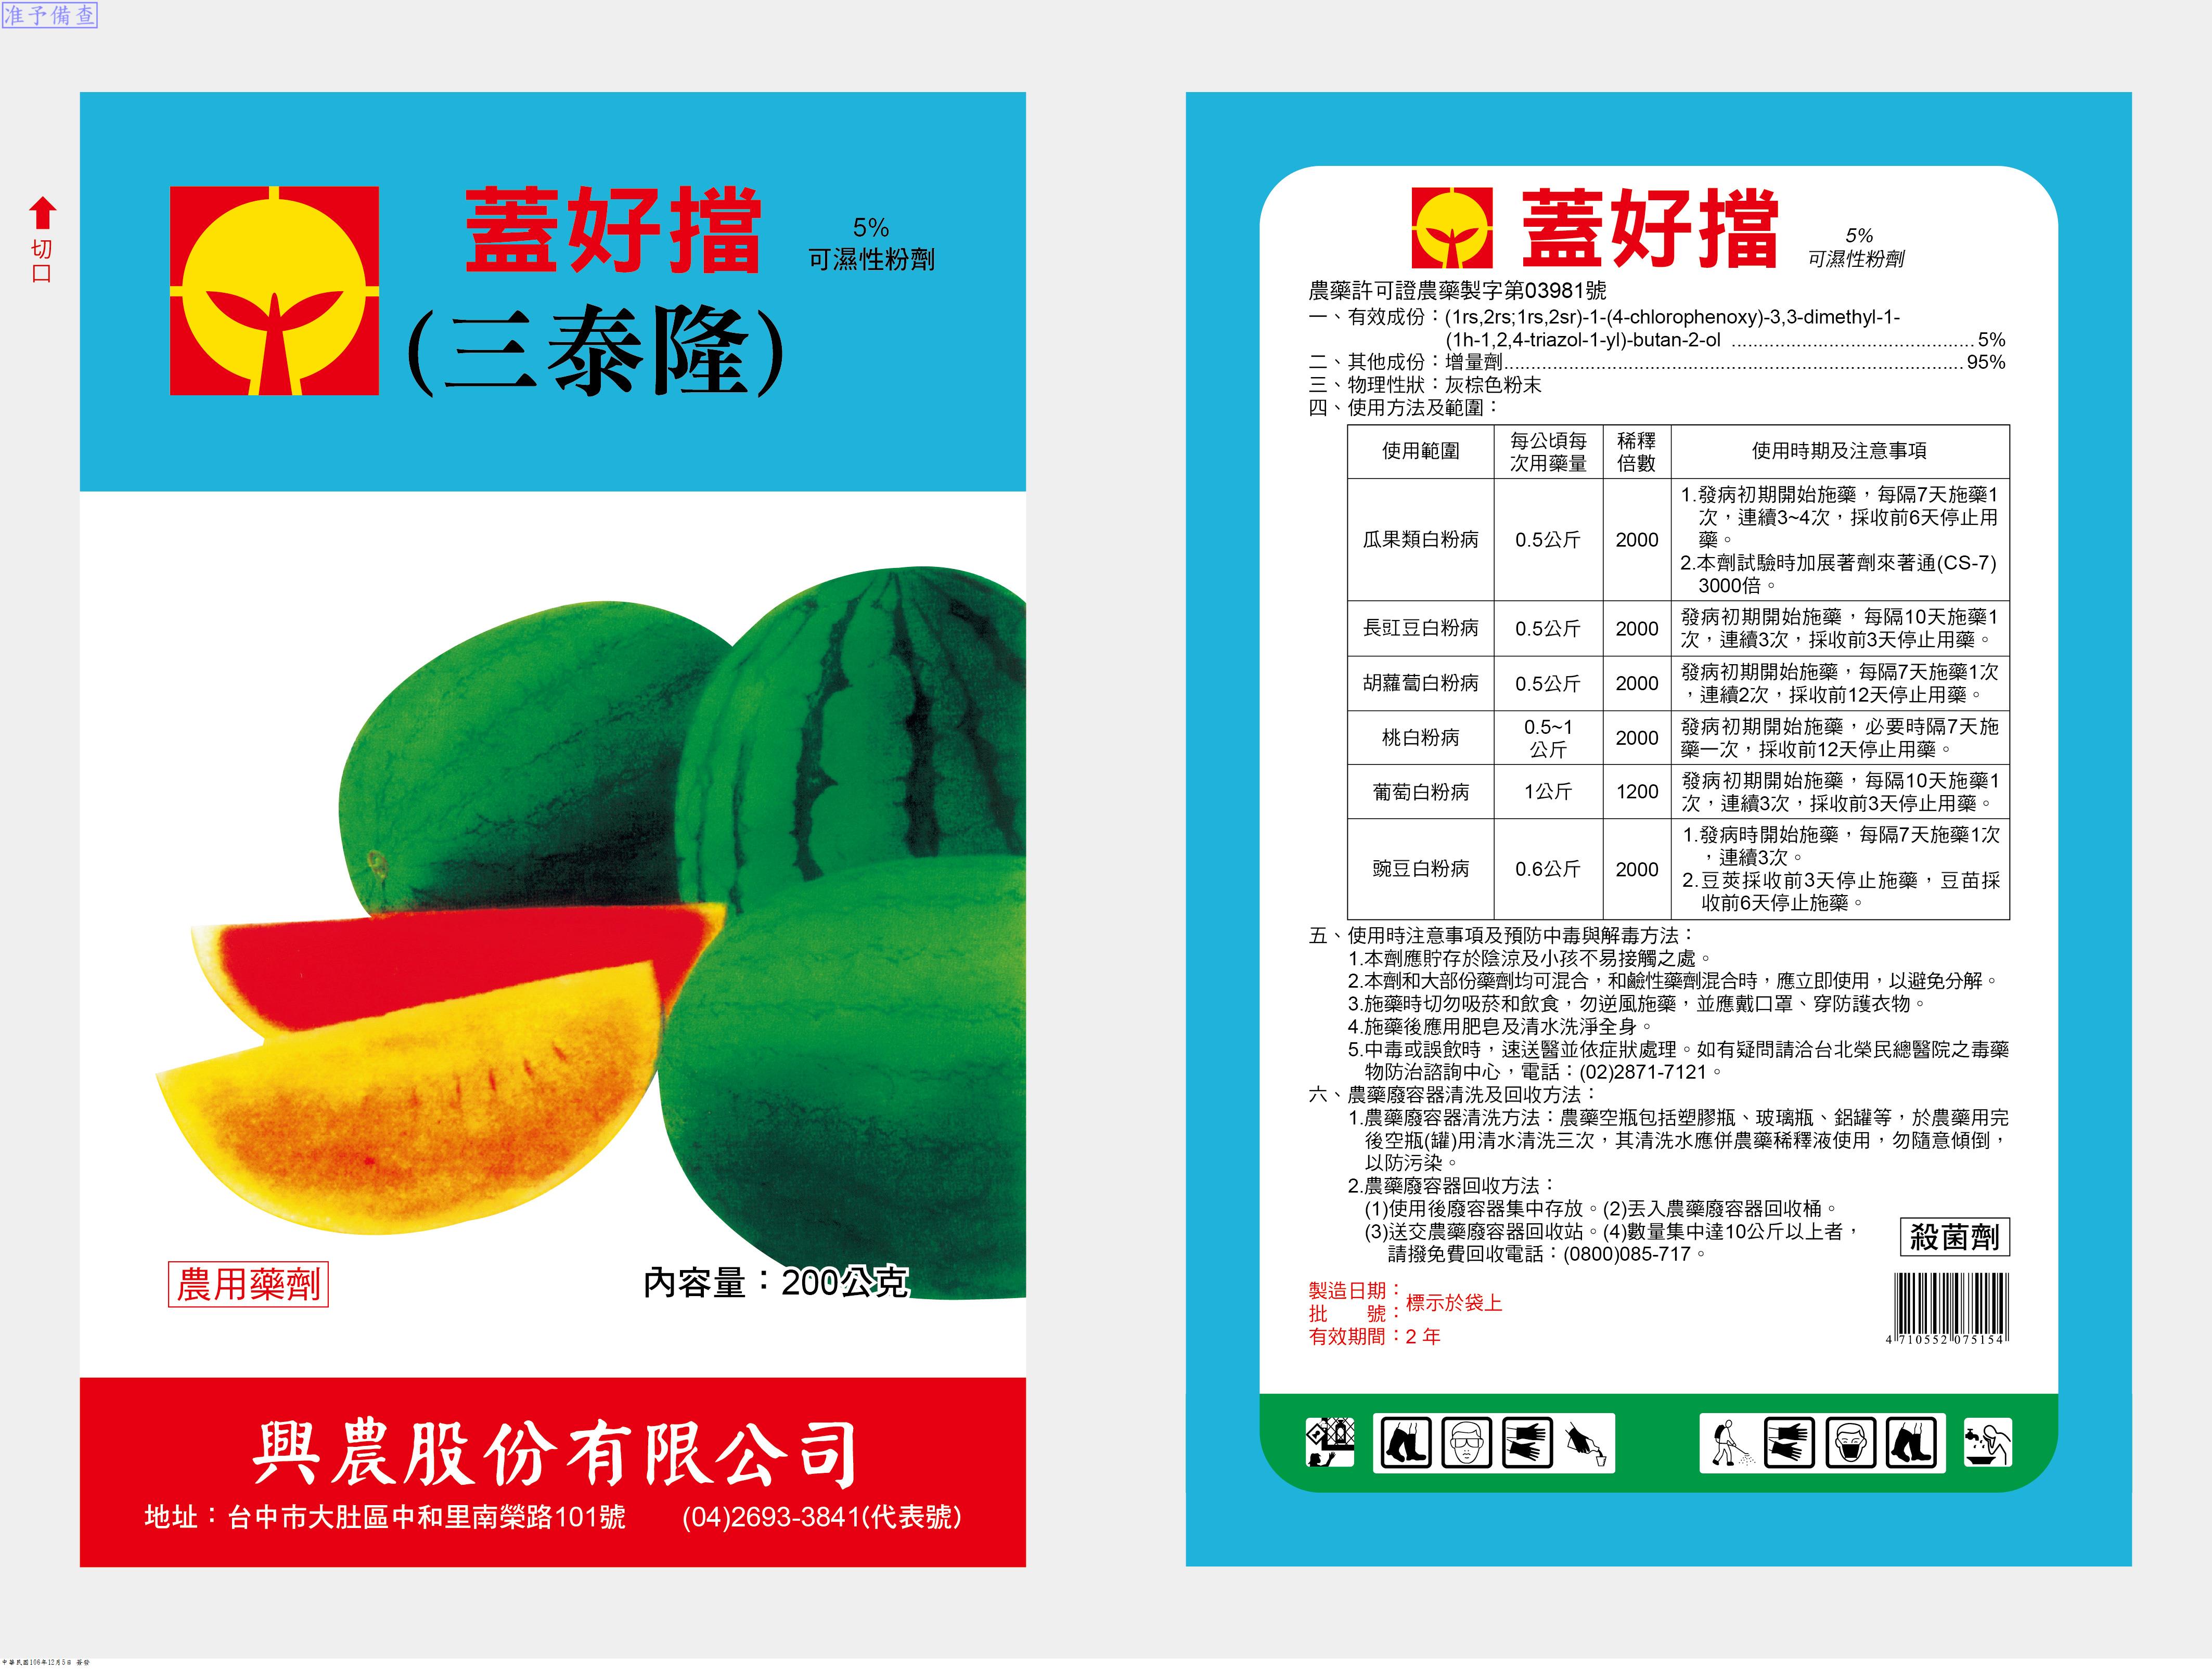 准予備查
切口
蓋好擋
5%
可濕性粉劑
(三泰隆)
農用藥劑
內容量：200公克
興農股份有限公司
地址：台中市大肚區中和里南榮路101號 (04)2693-3841(代表號)
蓋好擋
5%
可濕性粉劑
農藥許可證農藥製字第03981號
一、有效成份：(1rs,2rs;1rs,2sr)-1-(4-chlorophenoxy)-3,3-dimethyl-1-
(1h-1,2,4-triazol-1-yl)-butan-2-ol ............................................. 5%
二、其他成份：增量劑..................................................................................... 95%
三、物理性狀：灰棕色粉末
四、使用方法及範圍：
使用範圍 每公頃每次用藥量 稀釋倍數 使用時期及注意事項
瓜果類白粉病 0.5公斤 2000
1.發病初期開始施藥，每隔7天施藥1
次，連續3~4次，採收前6天停止用
藥。
2.本劑試驗時加展著劑來著通(CS-7)
3000倍。
長豇豆白粉病 0.5公斤 2000
發病初期開始施藥，每隔10天施藥1
次，連續3次，採收前3天停止用藥。
胡蘿蔔白粉病 0.5公斤 2000
發病初期開始施藥，每隔7天施藥1次
，連續2次，採收前12天停止用藥。
桃白粉病 0.5~1公斤 2000
發病初期開始施藥，必要時隔7天施
藥一次，採收前12天停止用藥。
葡萄白粉病 1公斤 1200
發病初期開始施藥，每隔10天施藥1
次，連續3次，採收前3天停止用藥。
豌豆白粉病 0.6公斤 2000
1.發病時開始施藥，每隔7天施藥1次
，連續3次。
2.豆莢採收前3天停止施藥，豆苗採
收前6天停止施藥。
五、使用時注意事項及預防中毒與解毒方法：
1.本劑應貯存於陰涼及小孩不易接觸之處。
2.本劑和大部份藥劑均可混合，和鹼性藥劑混合時，應立即使用，以避免分解。
3.施藥時切勿吸菸和飲食，勿逆風施藥，並應戴口罩、穿防護衣物。
4.施藥後應用肥皂及清水洗淨全身。
5.中毒或誤飲時，速送醫並依症狀處理。如有疑問請洽台北榮民總醫院之毒藥
物防治諮詢中心，電話：(02)2871-7121。
六、農藥廢容器清洗及回收方法：
1.農藥廢容器清洗方法：農藥空瓶包括塑膠瓶、玻璃瓶、鋁罐等，於農藥用完
後空瓶(罐)用清水清洗三次，其清洗水應併農藥稀釋液使用，勿隨意傾倒，
以防污染。
2.農藥廢容器回收方法：
(1)使用後廢容器集中存放。(2)丟入農藥廢容器回收桶。
(3)送交農藥廢容器回收站。(4)數量集中達10公斤以上者，
請撥免費回收電話：(0800)085-717。
殺菌劑
製造日期：
批 號：標示於袋上
有效期間：2 年
4 710552 075154
中華民國106年12月5日 簽發